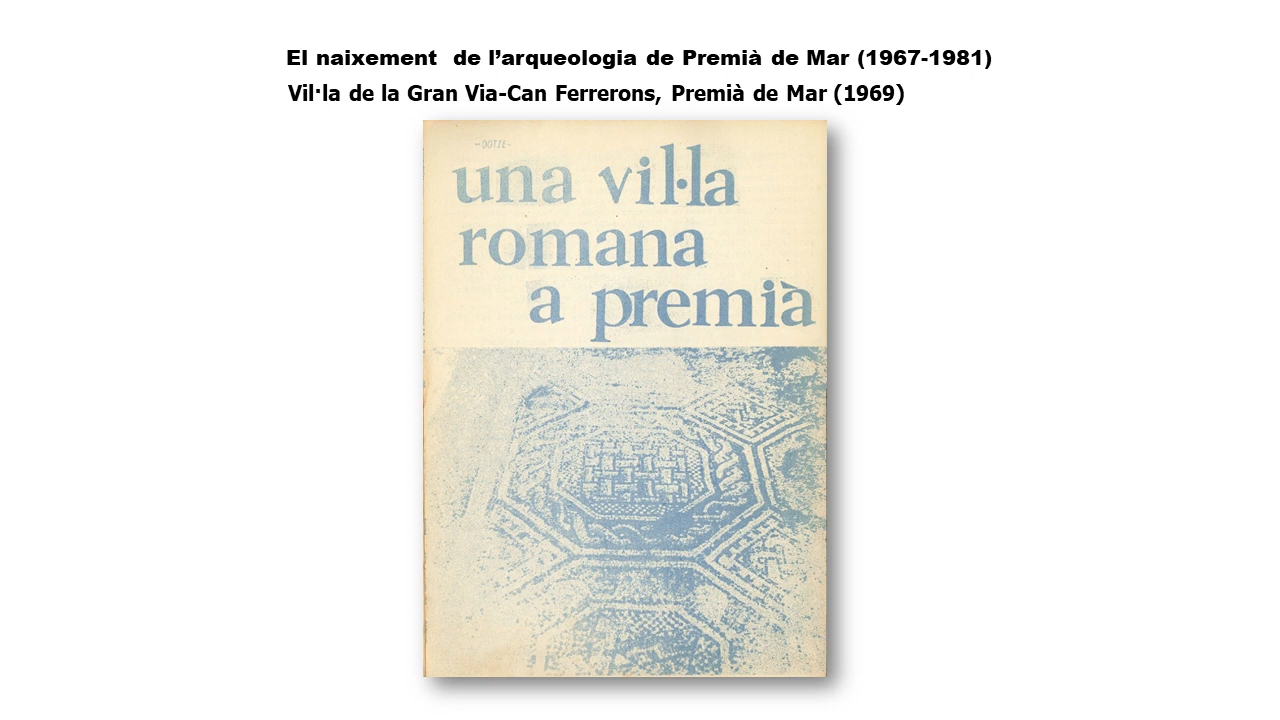 El naixement  de l’arqueologia de Premià de Mar (1967-1981)
Vil·la de la Gran Via-Can Ferrerons, Premià de Mar (1969)
-DOTZE-
una vil·la
romana
a premià